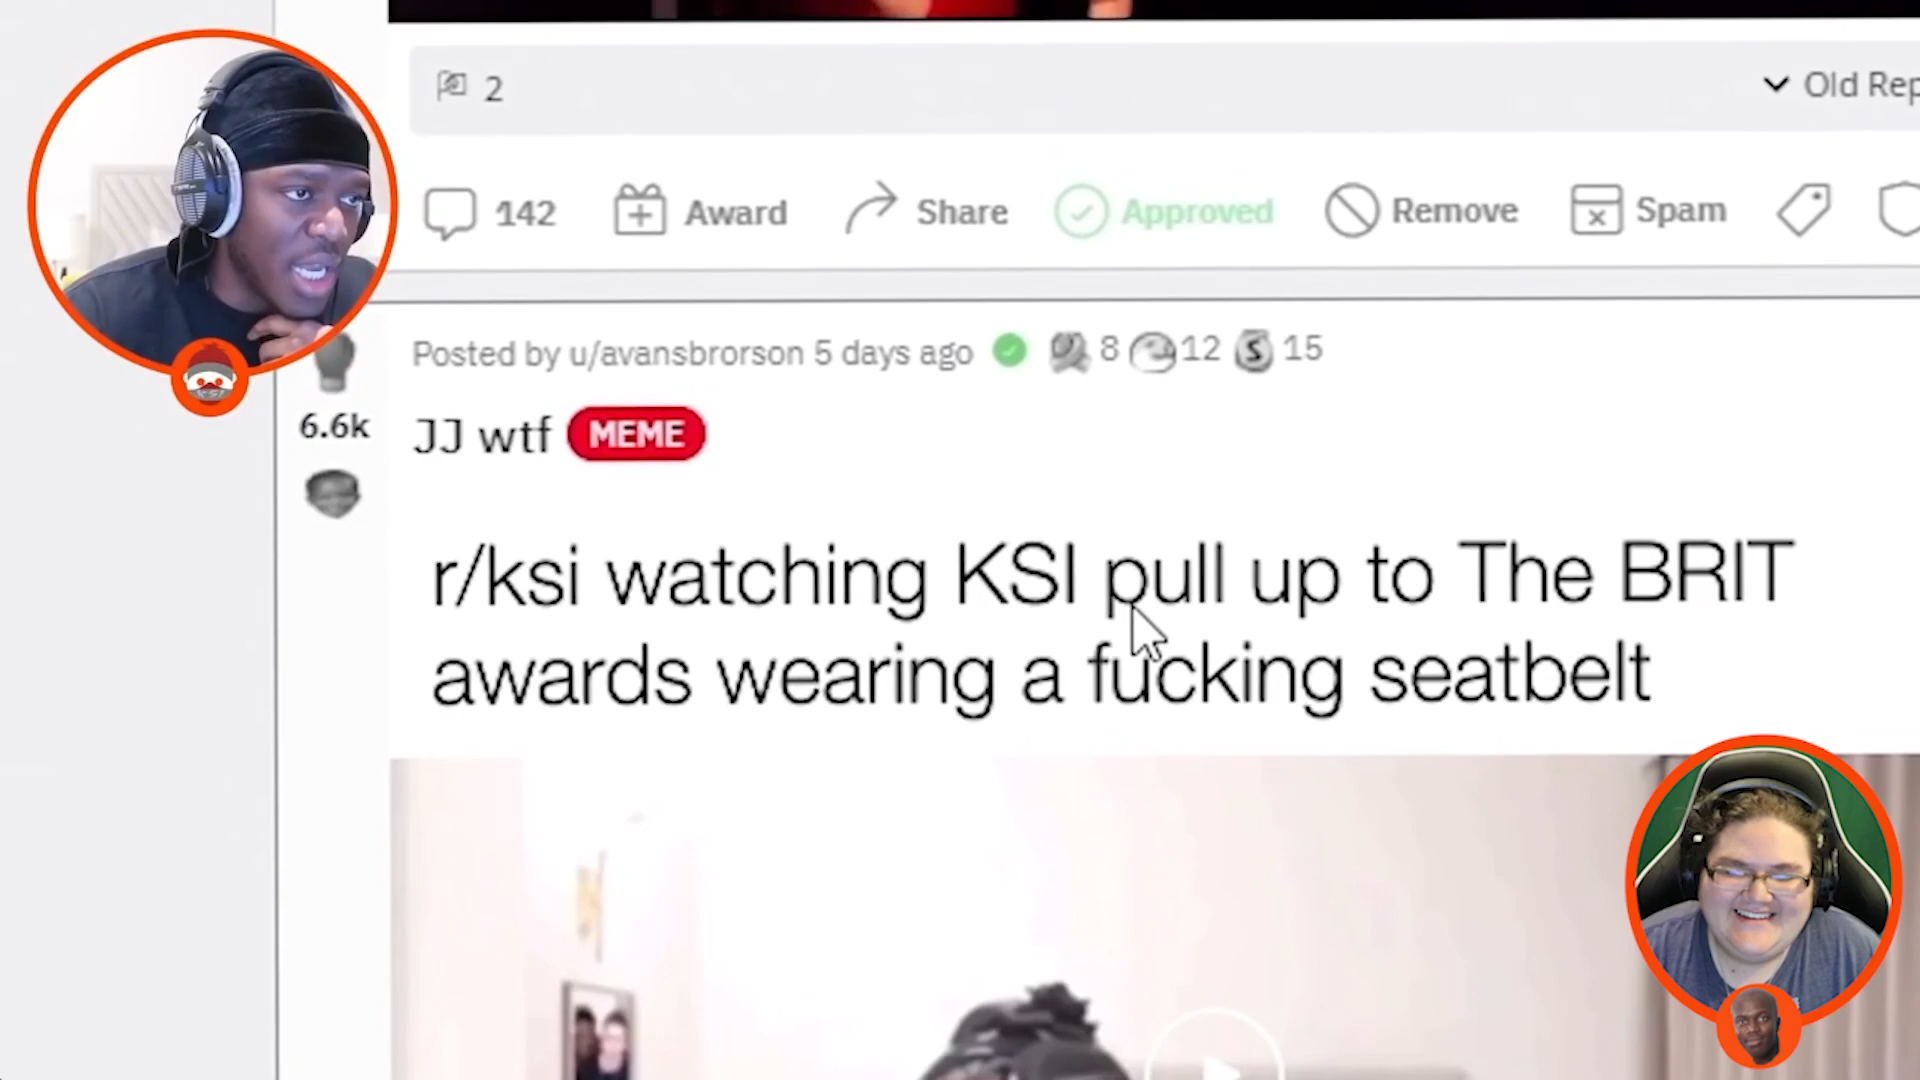 2
Old Rep
142 Award Share Approved Remove Spam
Posted by u/avansbrorson 5 days ago 8 12 15
6.6k
JJ wtf MEME
r/ksi watching KSI pull up to The BRIT
awards wearing a fucking seatbelt